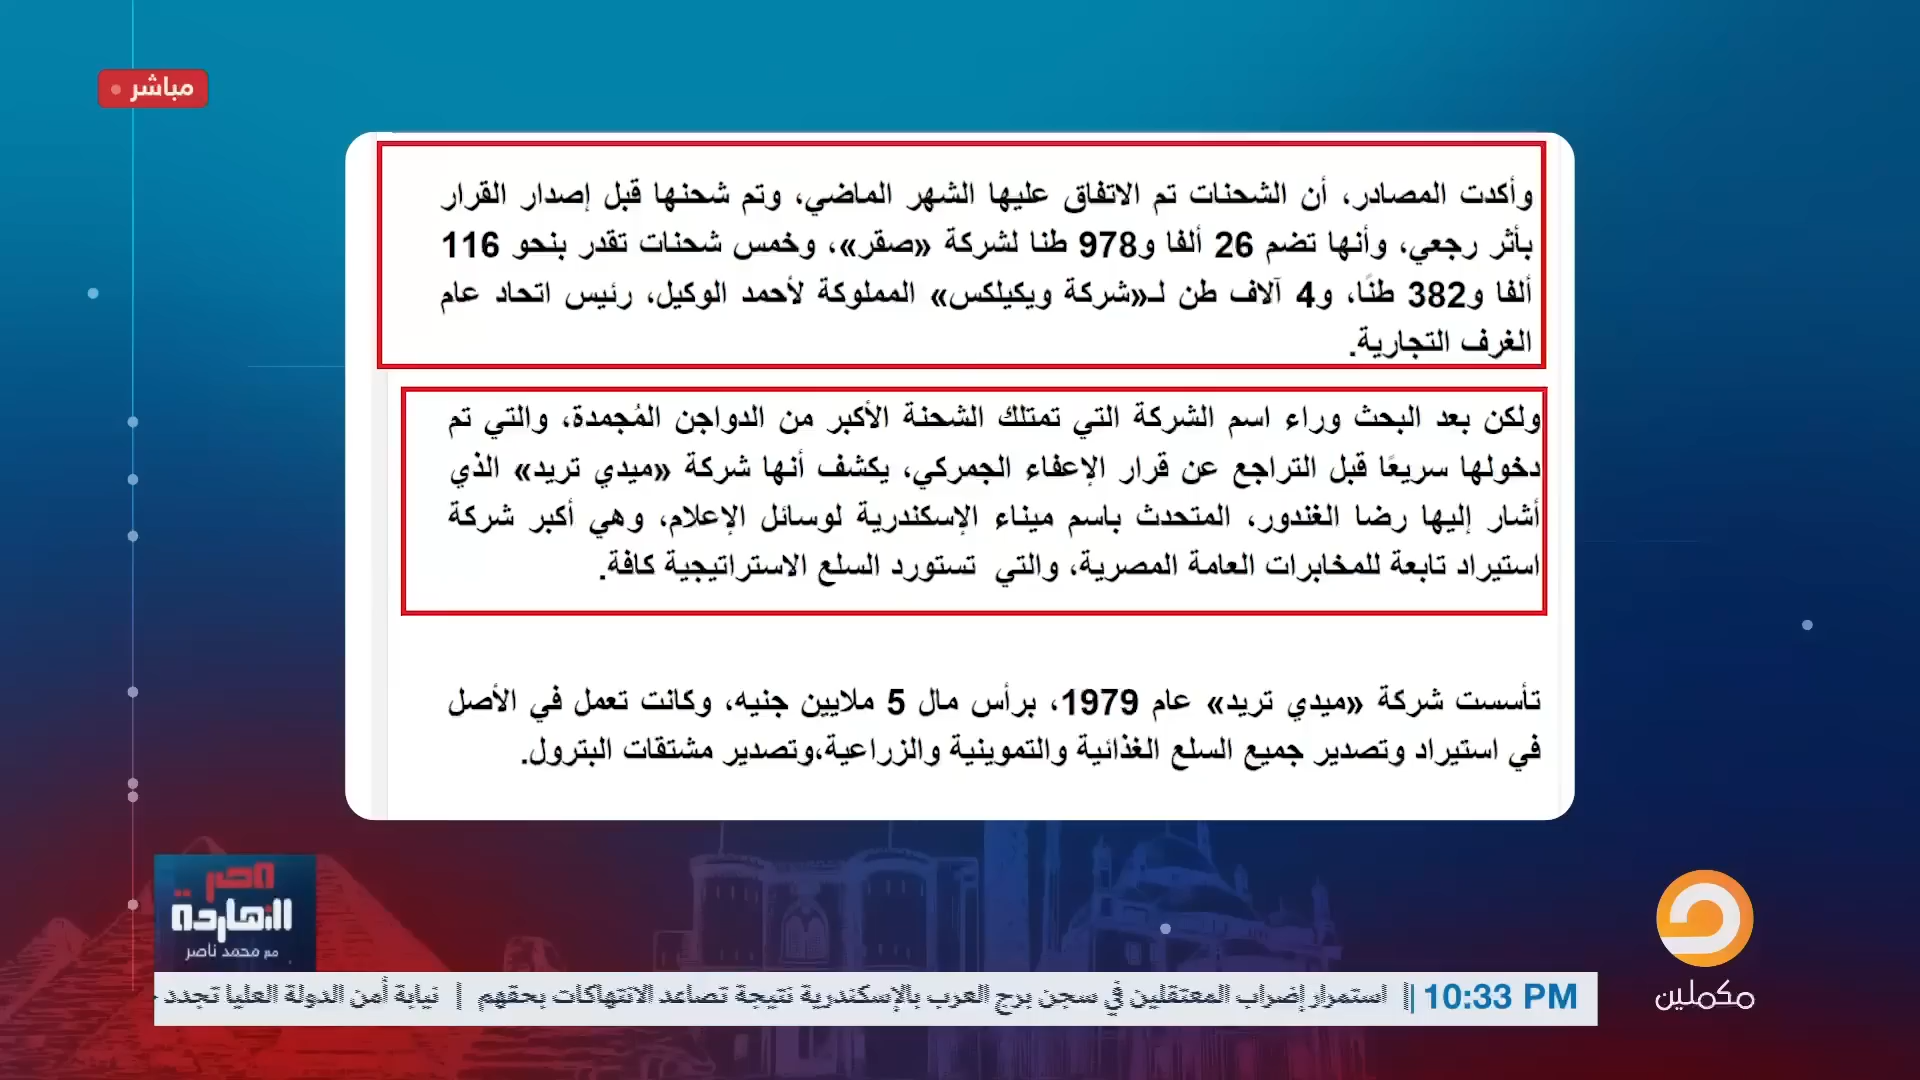 مباشر
وأكدت المصادر، أن الشحنات تم الاتفاق عليها الشهر الماضي، وتم شحنها قبل إصدار القرار
بأثر رجعي، وأنها تضم 26 ألفا و978 طنا لشركة «صقر»، وخمس شحنات تقدر بنحو 116
ألفا و382 طنًا، و4 آلاف طن لـ«شركة ويكيلكس» المملوكة لأحمد الوكيل، رئيس اتحاد عام
الغرف التجارية.
ولكن بعد البحث وراء اسم الشركة التي تمتلك الشحنة الأكبر من الدواجن المُجمدة، والتي تم
دخولها سريعًا قبل التراجع عن قرار الإعفاء الجمركي، يكشف أنها شركة «ميدي تريد» الذي
أشار إليها رضا الغندور، المتحدث باسم ميناء الإسكندرية لوسائل الإعلام، وهي أكبر شركة
استيراد تابعة للمخابرات العامة المصرية، والتي تستورد السلع الاستراتيجية كافة.
تأسست شركة «ميدي تريد» عام 1979، برأس مال 5 ملايين جنيه، وكانت تعمل في الأصل
في استيراد وتصدير جميع السلع الغذائية والتموينية والزراعية،وتصدير مشتقات البترول.
مصر
النهاردة
مع محمد ناصر
10:33 PM || استمرار إضراب المعتقلين في سجن برج العرب بالإسكندرية نتيجة تصاعد الانتهاكات بحقهم | نيابة أمن الدولة العليا تجدد
مكملين